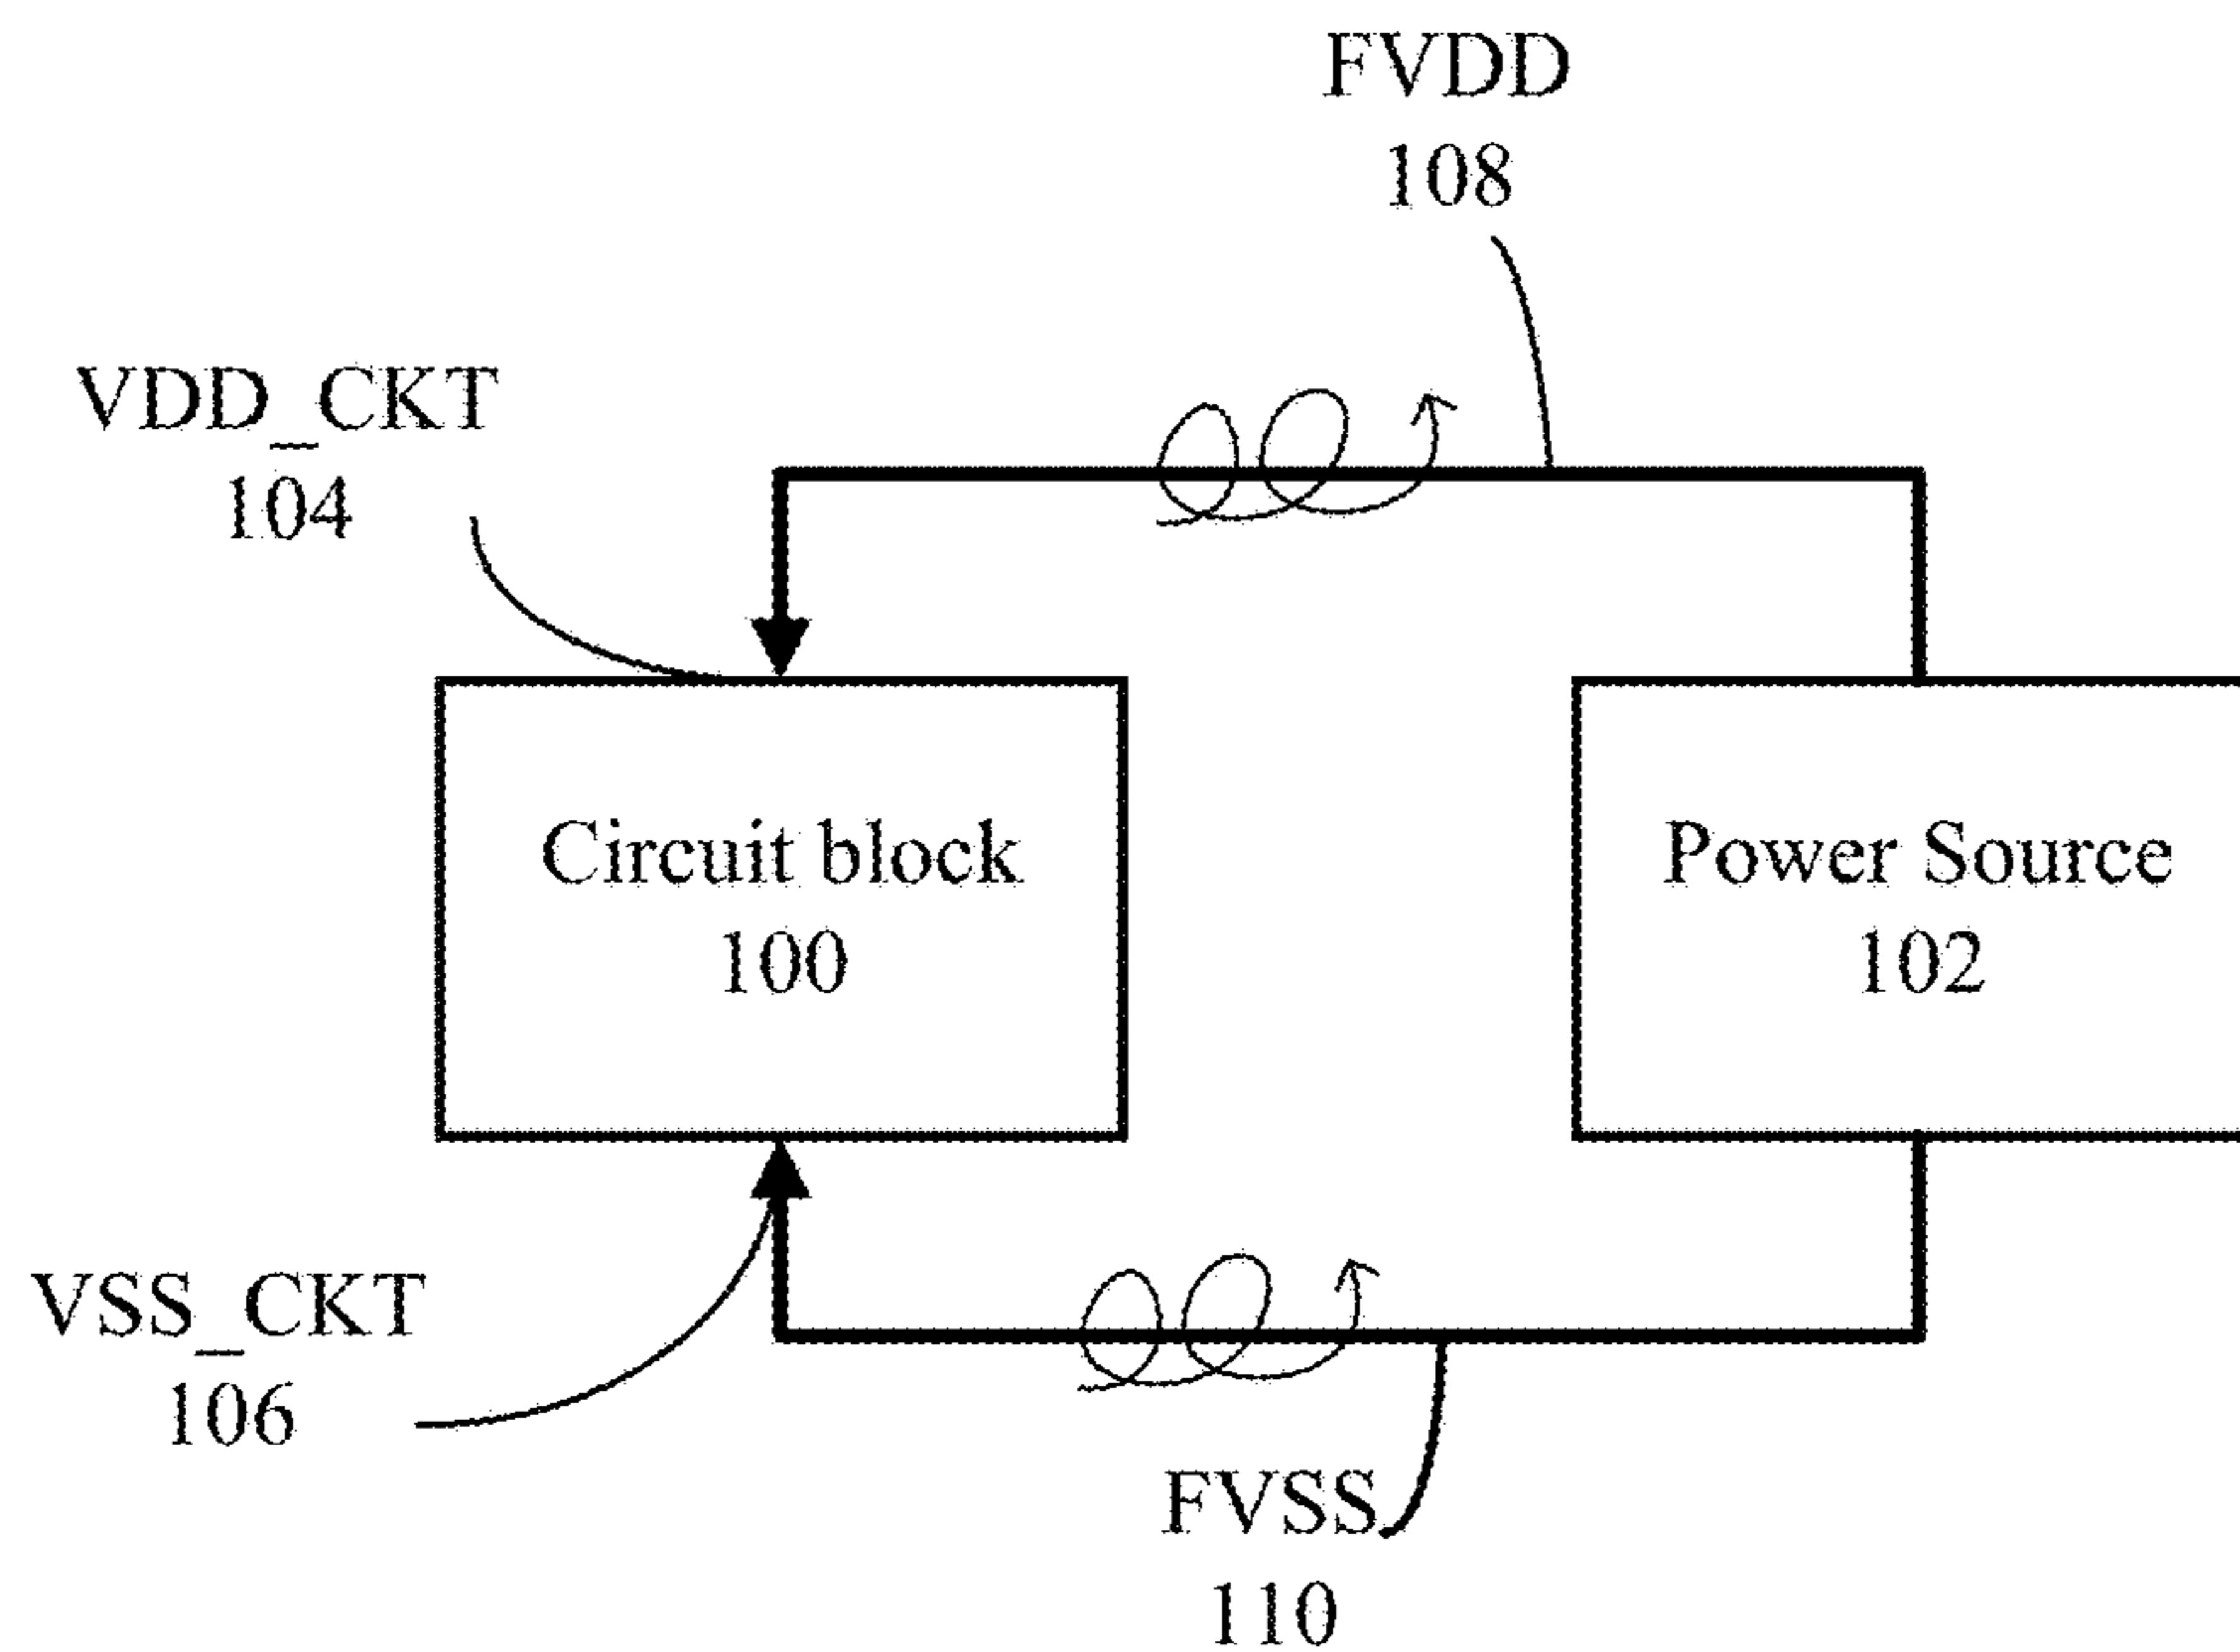 FVDD
108
VDD_CKT
104
Circuit block
100
Power Source
102
VSS_CKT
106
FVSS
110